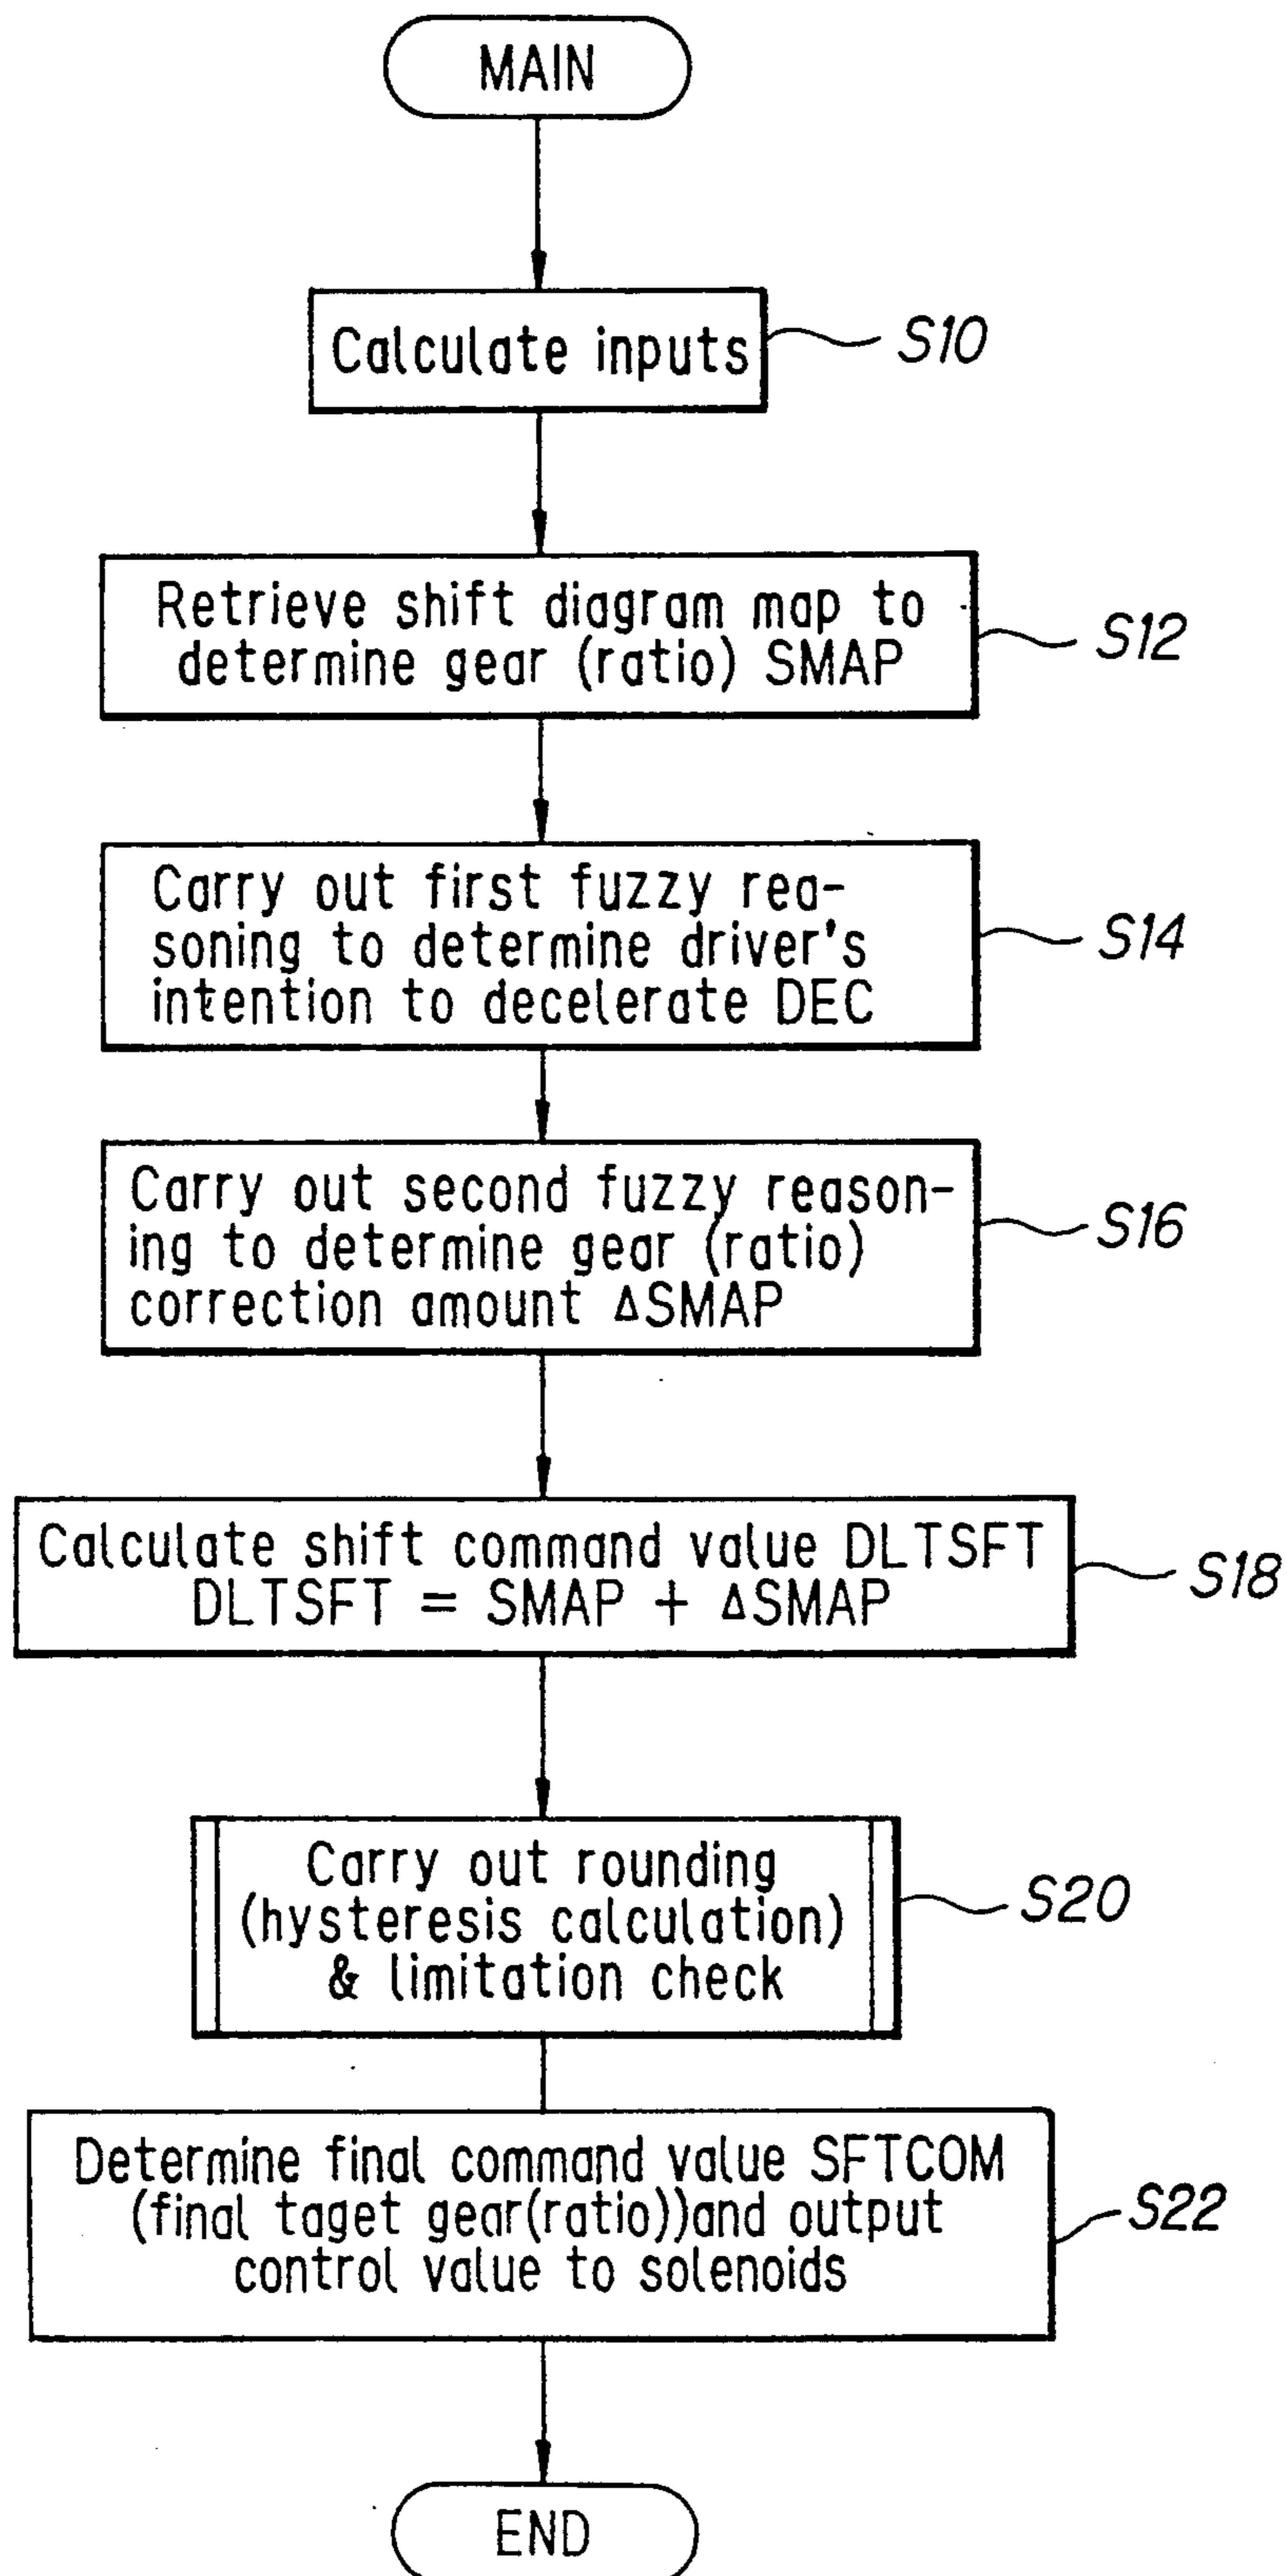 MAIN
Calculate inputs
S10
Retrieve shift diagram map to
determine gear (ratio) SMAP
S12
Carry out first fuzzy rea-
soning to determine driver's
intention to decelerate DEC
S14
Carry out second fuzzy reason-
ing to determine gear (ratio)
correction amount ΔSMAP
S16
Calculate shift command value DLTSFT
DLTSFT = SMAP + ΔSMAP
S18
Carry out rounding
(hysteresis calculation)
& limitation check
S20
Determine final command value SFTCOM
(final taget gear(ratio))and output
control value to solenoids
S22
END